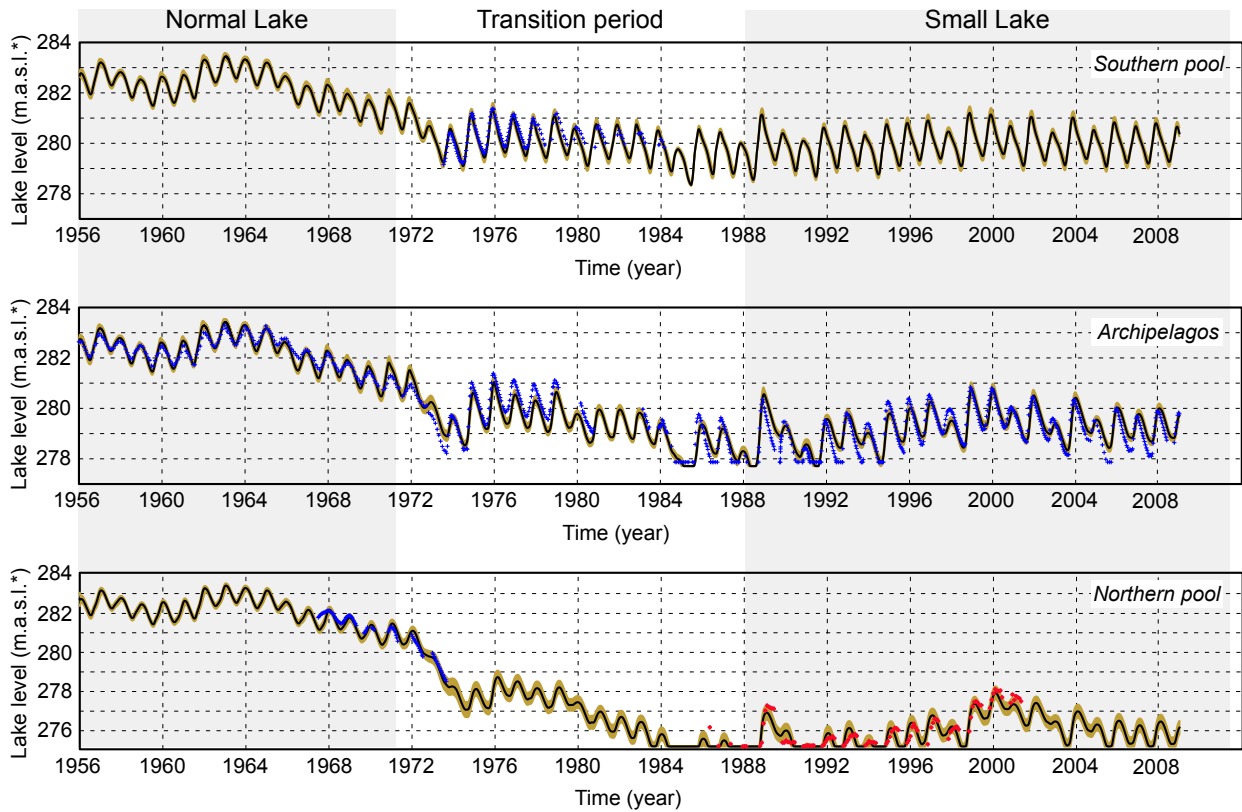 Normal Lake Transition period Small Lake
Lake level (m.a.s.l.*)
284
282
280
278
Southern pool
1956 1960 1964 1968 1972 1976 1980 1984 1988 1992 1996 2000 2004 2008
Time (year)
Lake level (m.a.s.l.*)
284
282
280
278
Archipelagos
1956 1960 1964 1968 1972 1976 1980 1984 1988 1992 1996 2000 2004 2008
Time (year)
Lake level (m.a.s.l.*)
284
282
280
278
276
Northern pool
1956 1960 1964 1968 1972 1976 1980 1984 1988 1992 1996 2000 2004 2008
Time (year)